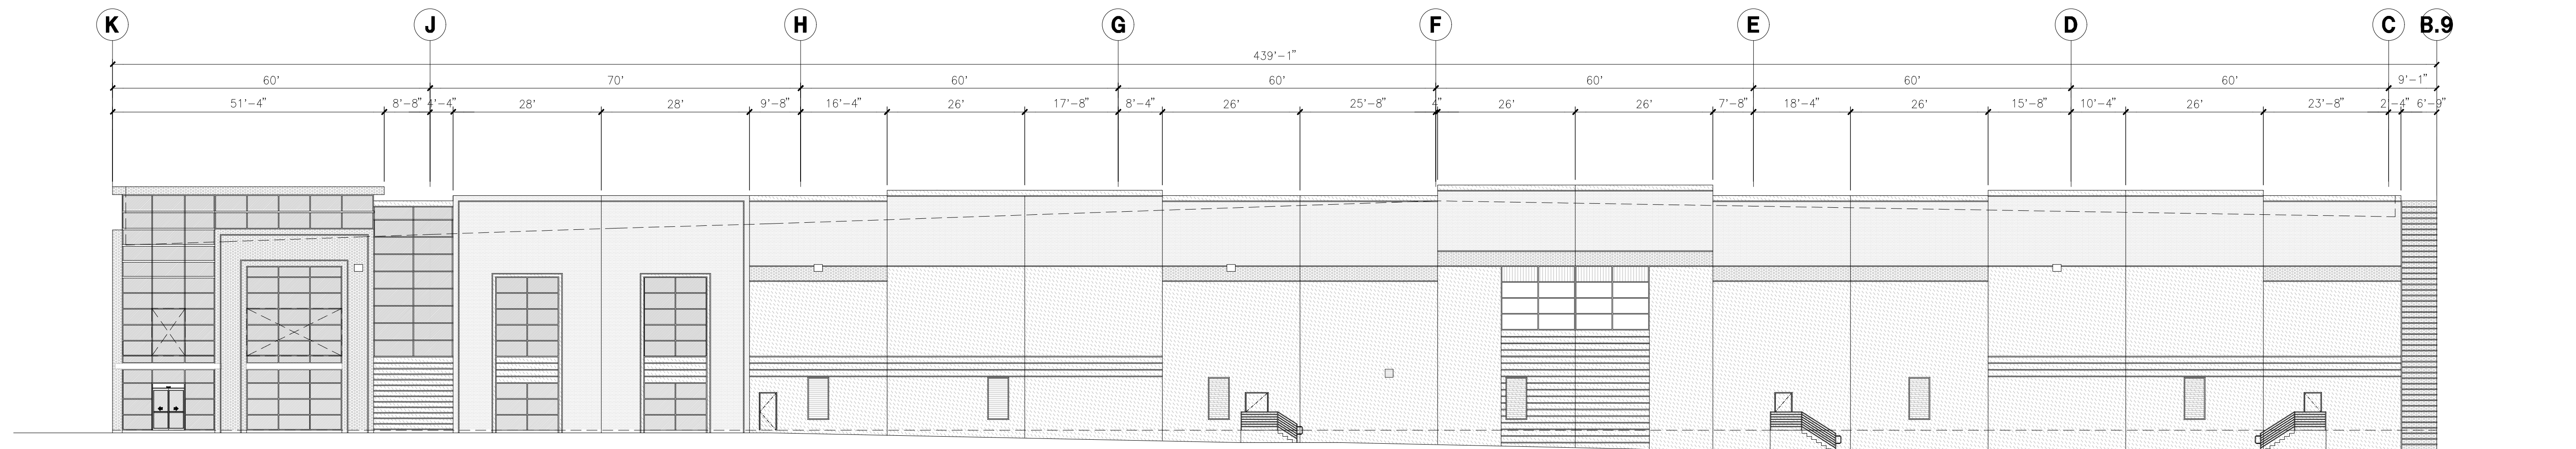 K J H G F E D C B.9
439'-1"
60' 70' 60' 60' 60' 60' 60' 9'-1"
51'-4" 8'-8" 4'-4" 28' 28' 9'-8" 16'-4" 26' 17'-8" 8'-4" 26' 25'-8" 4" 26' 26' 7'-8" 18'-4" 26' 15'-8" 10'-4" 26' 23'-8" 2'-4" 6'-9"